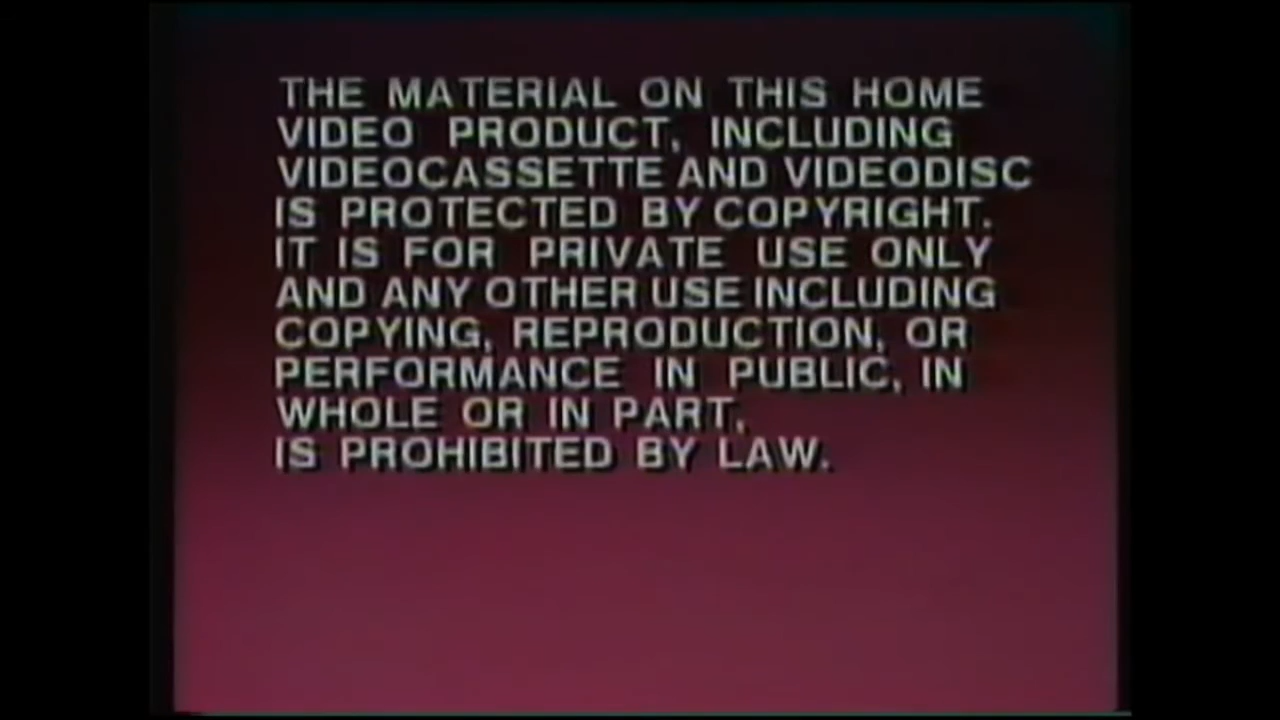 THE MATERIAL ON THIS HOME
VIDEO PRODUCT, INCLUDING
VIDEOCASSETTE AND VIDEODISC
IS PROTECTED BY COPYRIGHT.
IT IS FOR PRIVATE USE ONLY
AND ANY OTHER USE INCLUDING
COPYING, REPRODUCTION, OR
PERFORMANCE IN PUBLIC, IN
WHOLE OR IN PART,
IS PROHIBITED BY LAW.